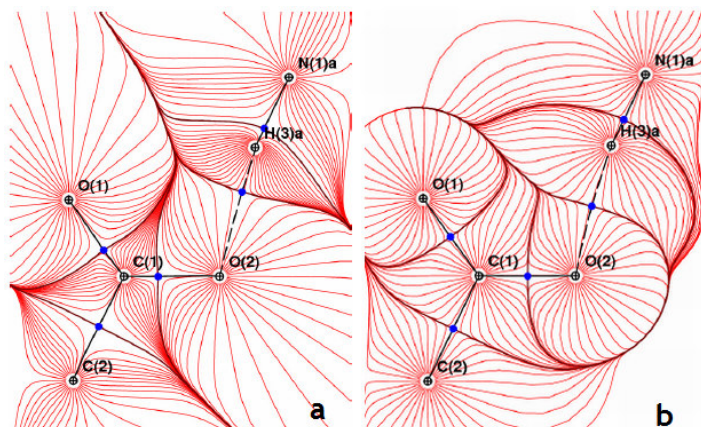 N(1)a
H(3)a
O(1)
C(1)
O(2)
C(2)
a
N(1)a
H(3)a
O(1)
C(1)
O(2)
C(2)
b